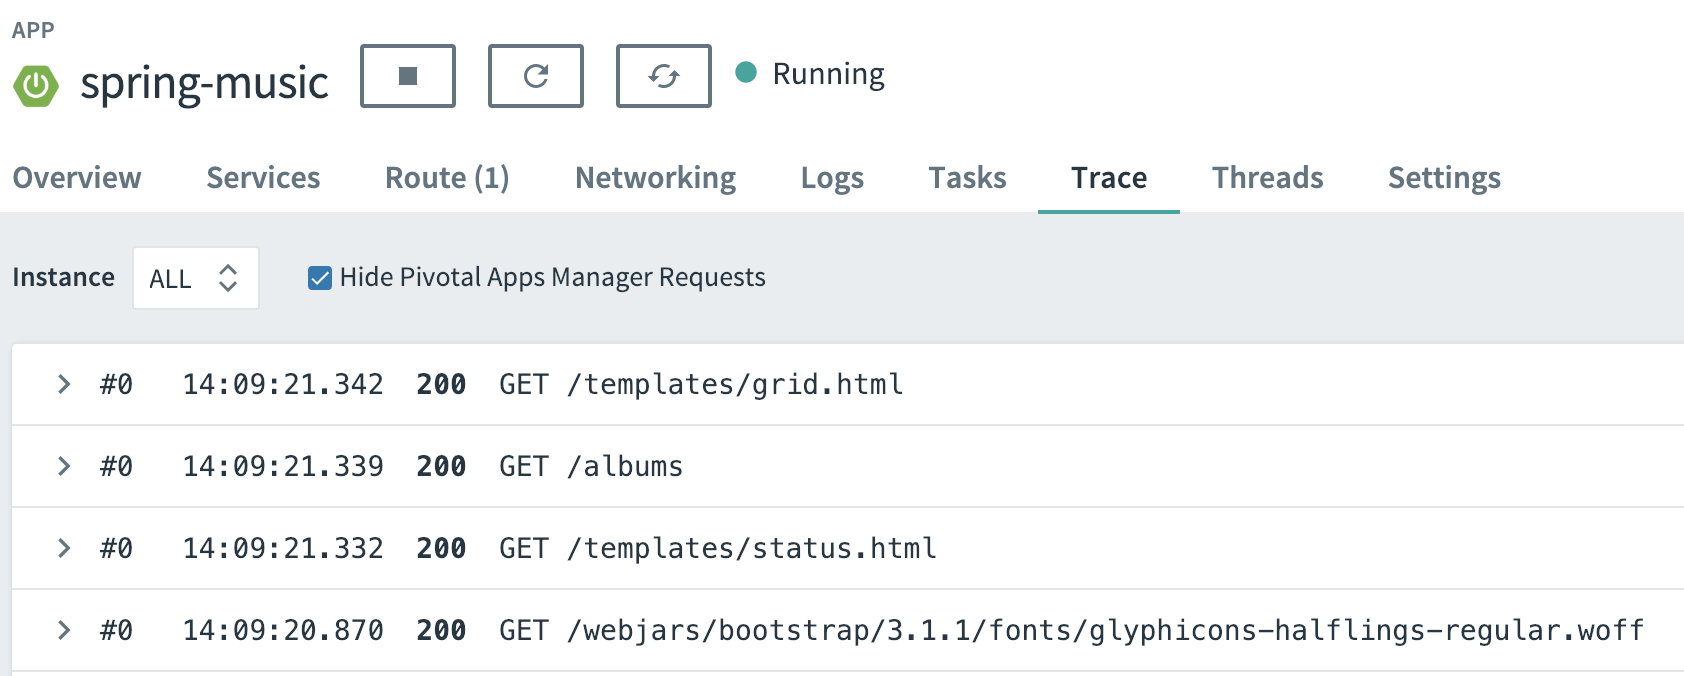 APP
spring-music Running
Overview Services Route (1) Networking Logs Tasks Trace Threads Settings
Instance ALL Hide Pivotal Apps Manager Requests
#0 14:09:21.342 200 GET /templates/grid.html
#0 14:09:21.339 200 GET /albums
#0 14:09:21.332 200 GET /templates/status.html
#0 14:09:20.870 200 GET /webjars/bootstrap/3.1.1/fonts/glyphicons-halflings-regular.woff